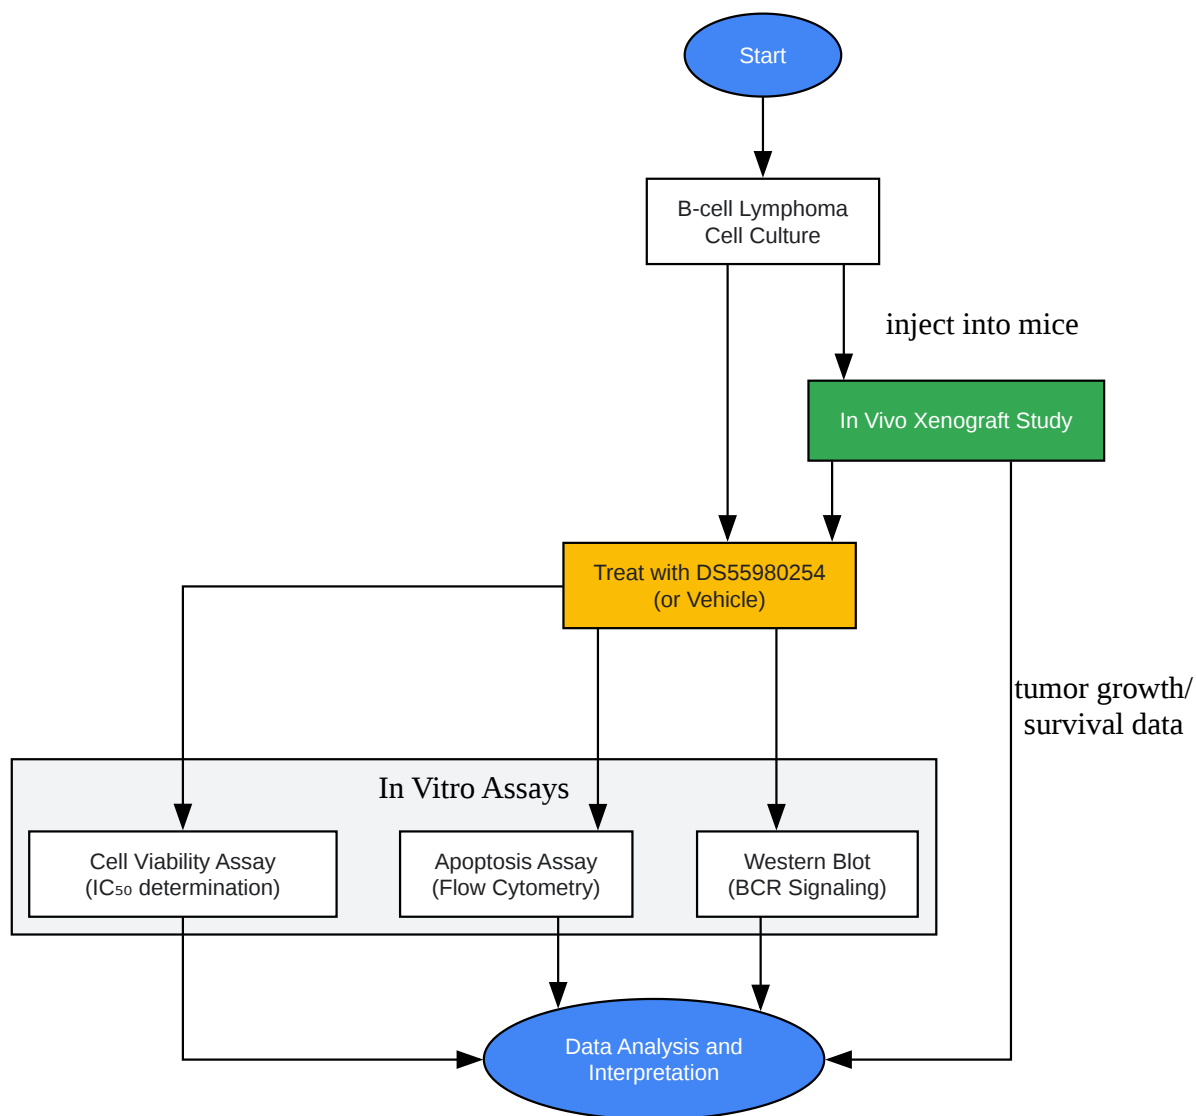 Start
B-cell Lymphoma
Cell Culture
inject into mice
In Vivo Xenograft Study
Treat with DS55980254
(or Vehicle)
tumor growth/
survival data
In Vitro Assays
Cell Viability Assay
(IC₅₀ determination)
Apoptosis Assay
(Flow Cytometry)
Western Blot
(BCR Signaling)
Data Analysis and
Interpretation